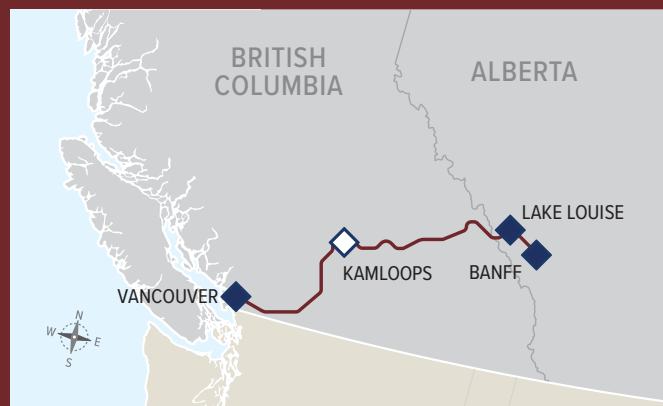 BRITISH
COLUMBIA
ALBERTA
LAKE LOUISE
KAMLOOPS
BANFF
VANCOUVER
N
W
E
S